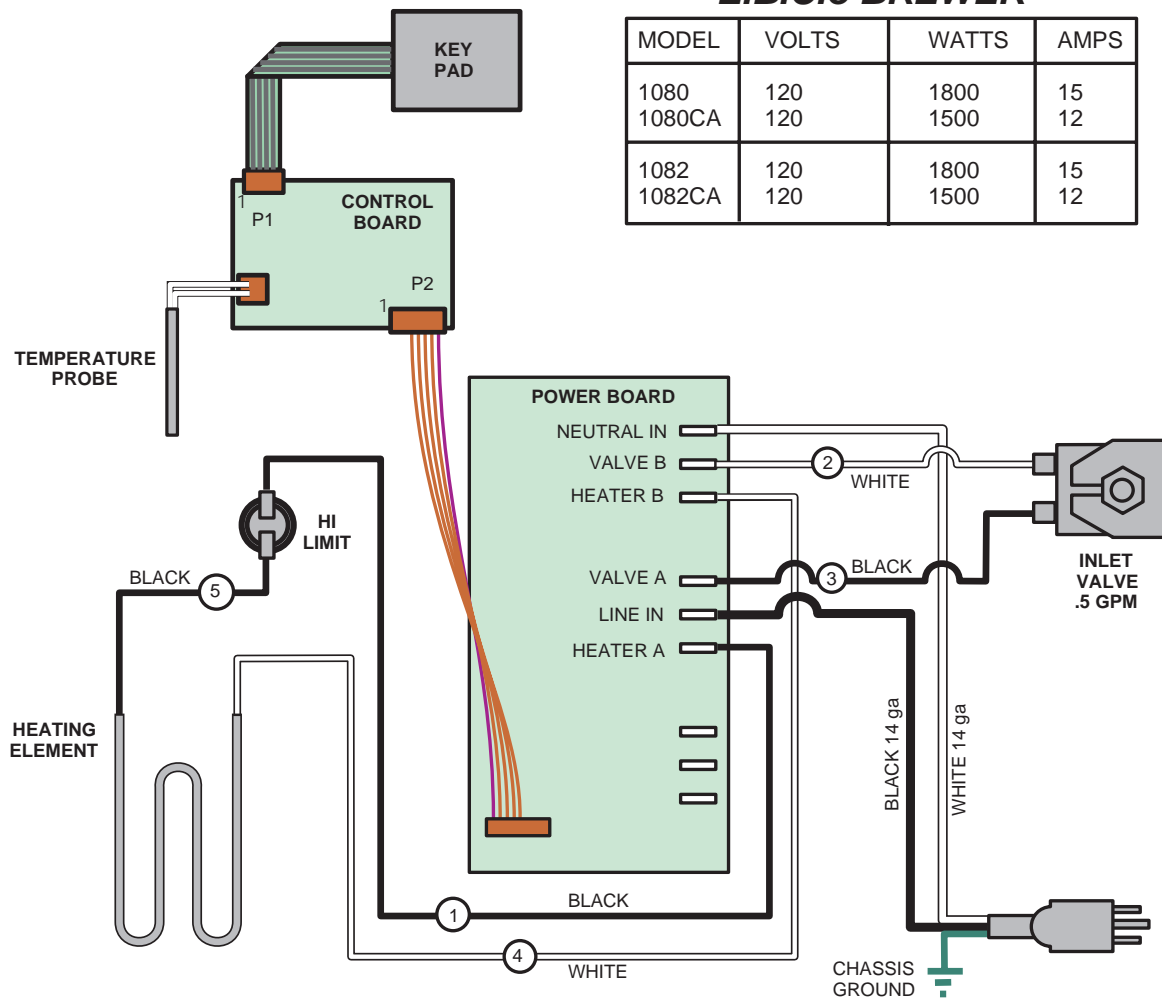 BREWER
MODEL VOLTS WATTS AMPS
1080 120 1800 15
1080CA 120 1500 12
1082 120 1800 15
1082CA 120 1500 12
KEY
PAD
1
P1
CONTROL
BOARD
P2
1
TEMPERATURE
PROBE
POWER BOARD
NEUTRAL IN
VALVE B
HEATER B
VALVE A
LINE IN
HEATER A
2
WHITE
3
BLACK
INLET
VALVE
.5 GPM
HI
LIMIT
BLACK
5
HEATING
ELEMENT
BLACK 14 ga
WHITE 14 ga
1
BLACK
4
WHITE
CHASSIS
GROUND